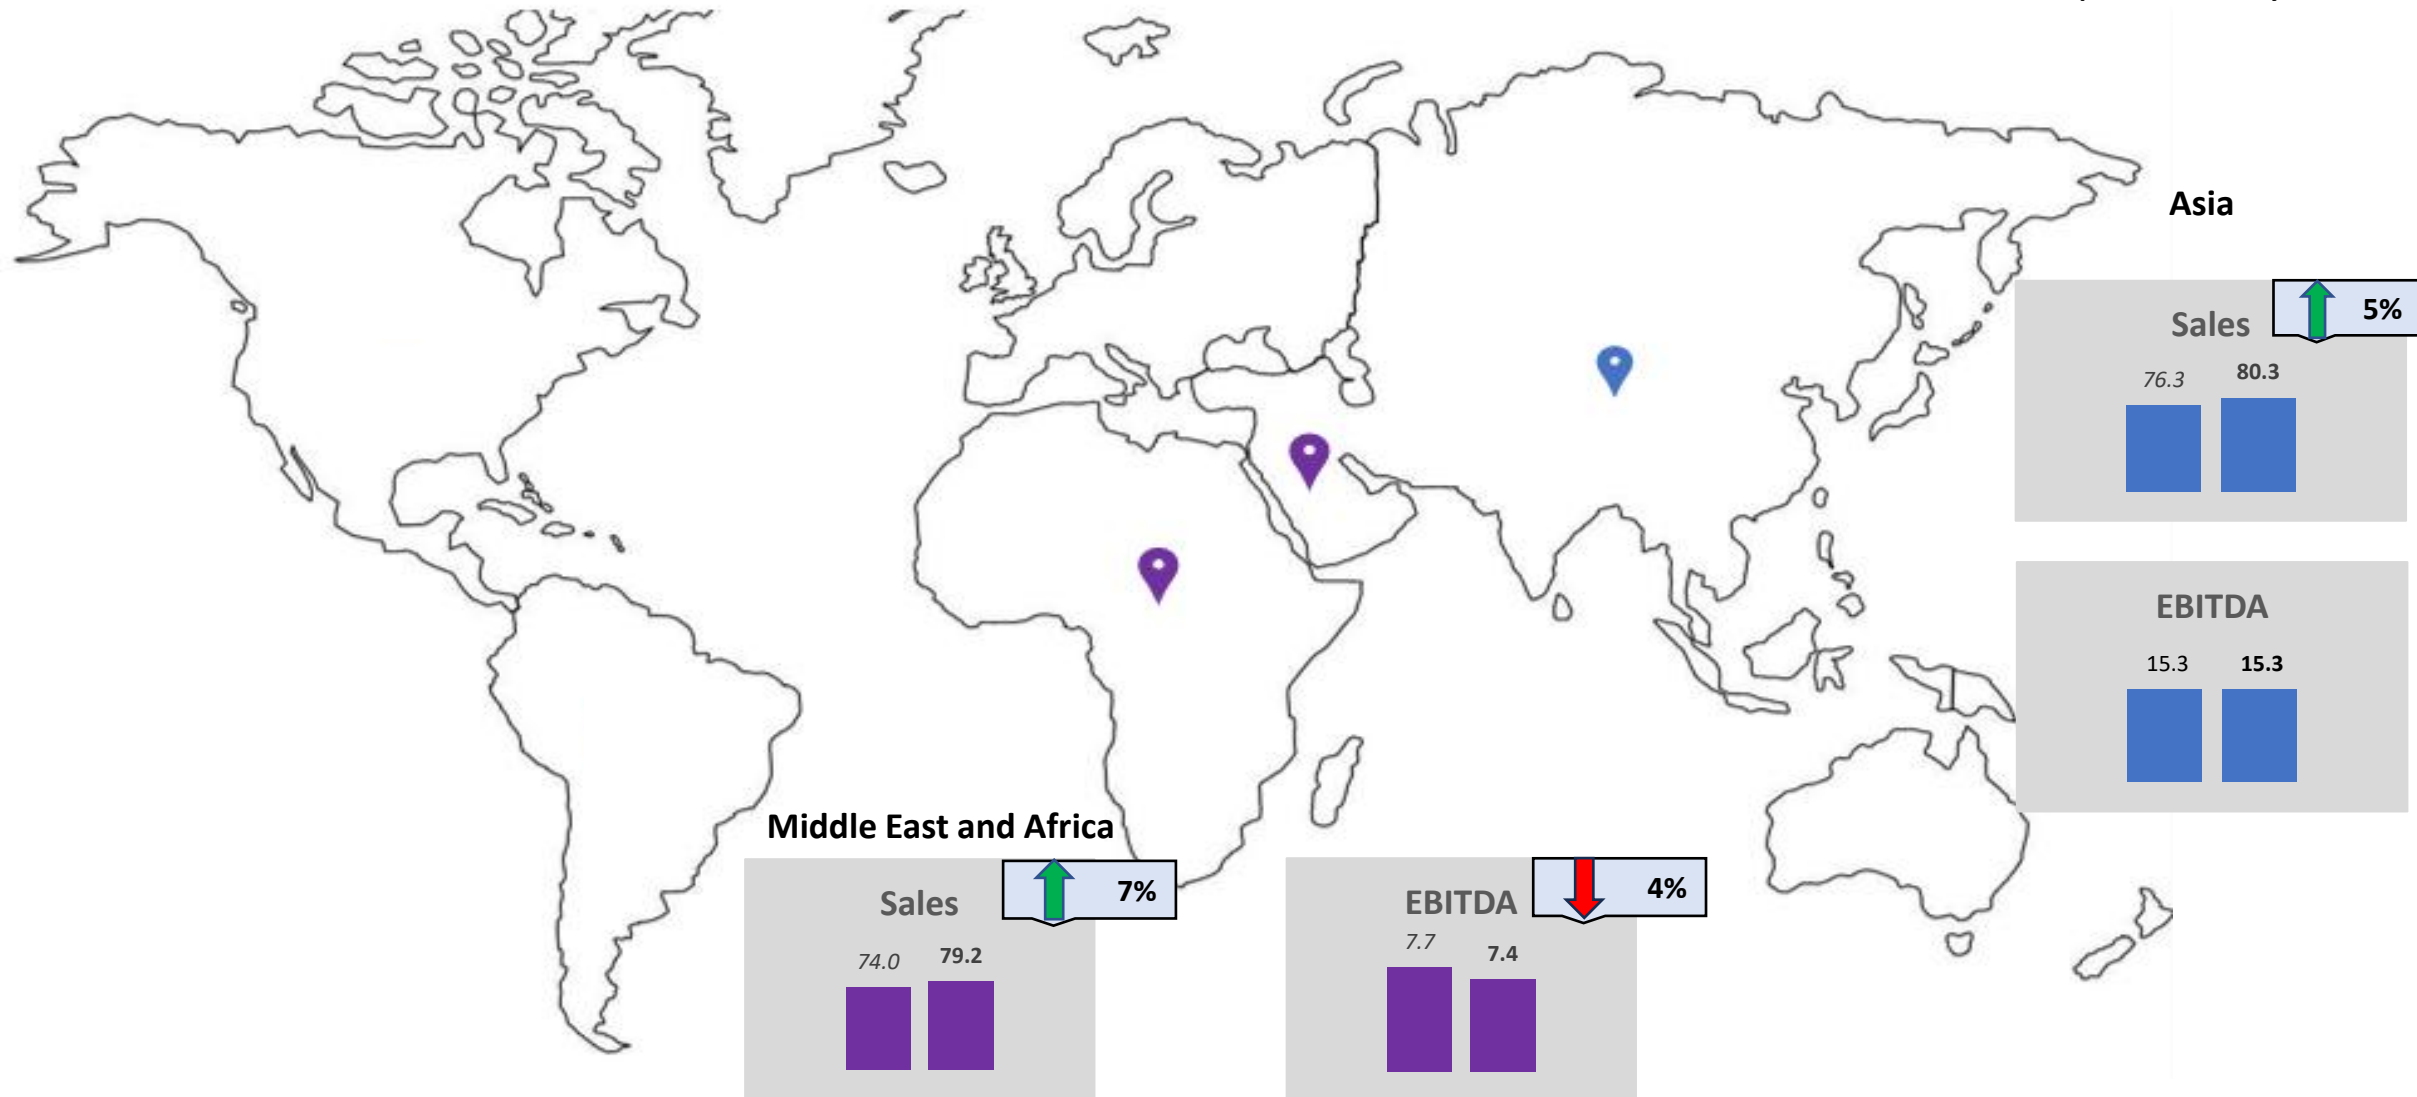 Asia
Sales
5%
76.3
80.3
EBITDA
15.3
15.3
Middle East and Africa
Sales
7%
74.0
79.2
EBITDA
4%
7.7
7.4